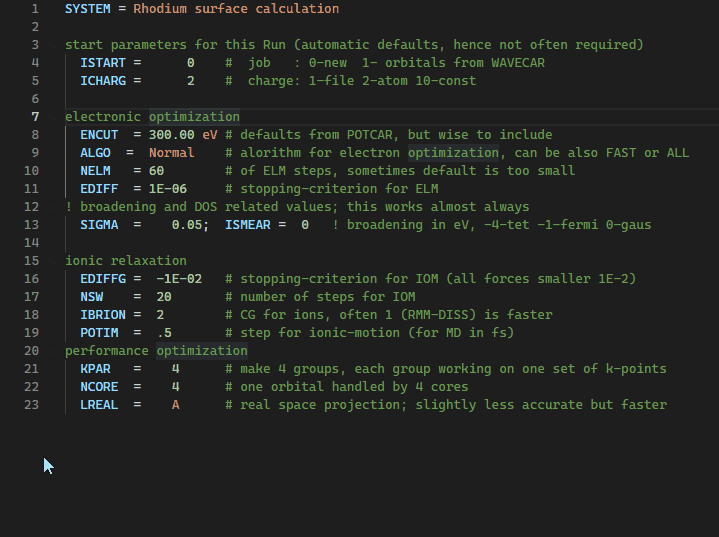 1 SYSTEM = Rhodium surface calculation
2
3 start parameters for this Run (automatic defaults, hence not often required)
4 ISTART = 0 # job : 0-new 1- orbitals from WAVECAR
5 ICHARG = 2 # charge: 1-file 2-atom 10-const
6
7 electronic optimization
8 ENCUT = 300.00 eV # defaults from POTCAR, but wise to include
9 ALGO = Normal # alorithm for electron optimization, can be also FAST or ALL
10 NELM = 60 # of ELM steps, sometimes default is too small
11 EDIFF = 1E-06 # stopping-criterion for ELM
12 ! broadening and DOS related values; this works almost always
13 SIGMA = 0.05; ISMEAR = 0 ! broadening in eV, -4-tet -1-fermi 0-gaus
14
15 ionic relaxation
16 EDIFFG = -1E-02 # stopping-criterion for IOM (all forces smaller 1E-2)
17 NSW = 20 # number of steps for IOM
18 IBRION = 2 # CG for ions, often 1 (RMM-DISS) is faster
19 POTIM = .5 # step for ionic-motion (for MD in fs)
20 performance optimization
21 KPAR = 4 # make 4 groups, each group working on one set of k-points
22 NCORE = 4 # one orbital handled by 4 cores
23 LREAL = A # real space projection; slightly less accurate but faster